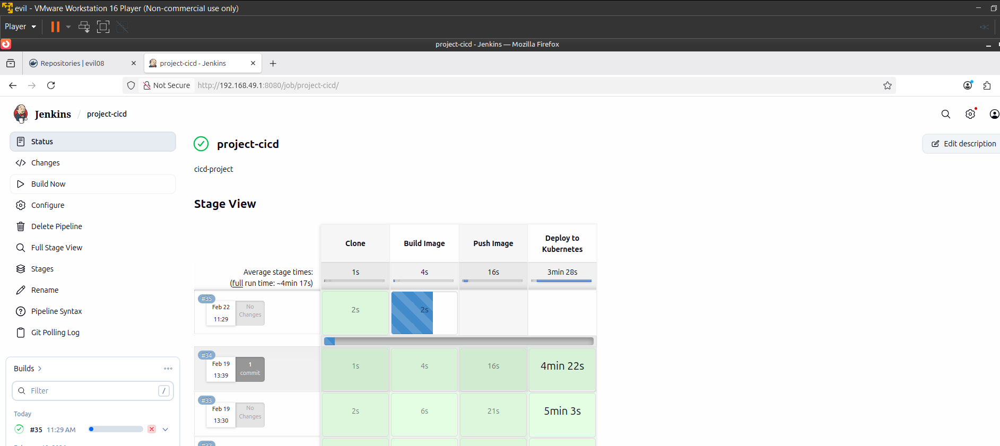 evil - VMware Workstation 16 Player (Non-commercial use only)
Player
project-cicd - Jenkins — Mozilla Firefox
Repositories | evil08
project-cicd - Jenkins
Not Secure http://192.168.49.1:8080/job/project-cicd/
Jenkins / project-cicd
Status
Changes
Build Now
Configure
Delete Pipeline
Full Stage View
Stages
Rename
Pipeline Syntax
Git Polling Log
Builds
Filter /
Today
#35 11:29 AM
project-cicd
Edit description
cicd-project
Stage View
Clone Build Image Push Image Deploy to Kubernetes
Average stage times: 1s 4s 16s 3min 28s
(full run time: ~4min 17s)
#35
Feb 22
11:29
No Changes
2s 2s
#34
Feb 19
13:39
1 commit
1s 4s 16s 4min 22s
#33
Feb 19
13:30
No Changes
2s 6s 21s 5min 3s